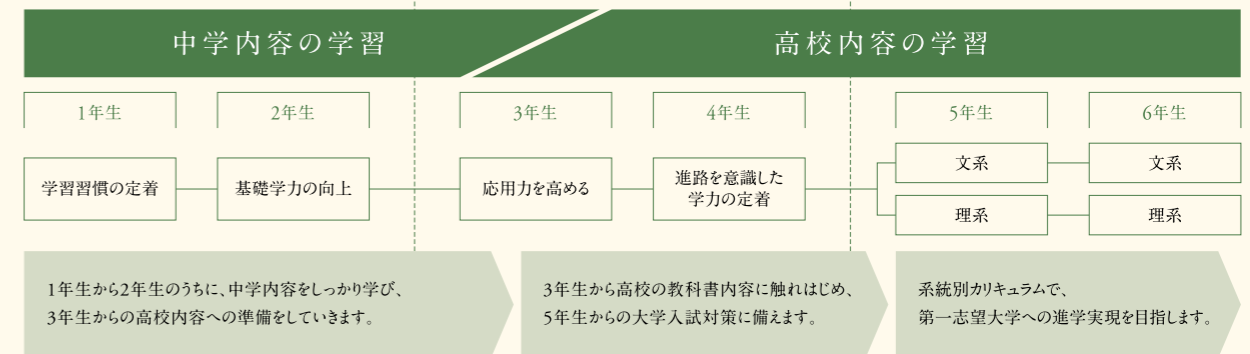 中学内容の学習
高校内容の学習
1年生
2年生
3年生
4年生
5年生
6年生
学習習慣の定着
基礎学力の向上
応用力を高める
進路を意識した
学力の定着
文系
文系
理系
理系
1年生から2年生のうちに、中学内容をしっかり学び、
3年生からの高校内容への準備をしていきます。
3年生から高校の教科書内容に触れはじめ、
5年生からの大学入試対策に備えます。
系統別カリキュラムで、
第一志望大学への進学実現を目指します。